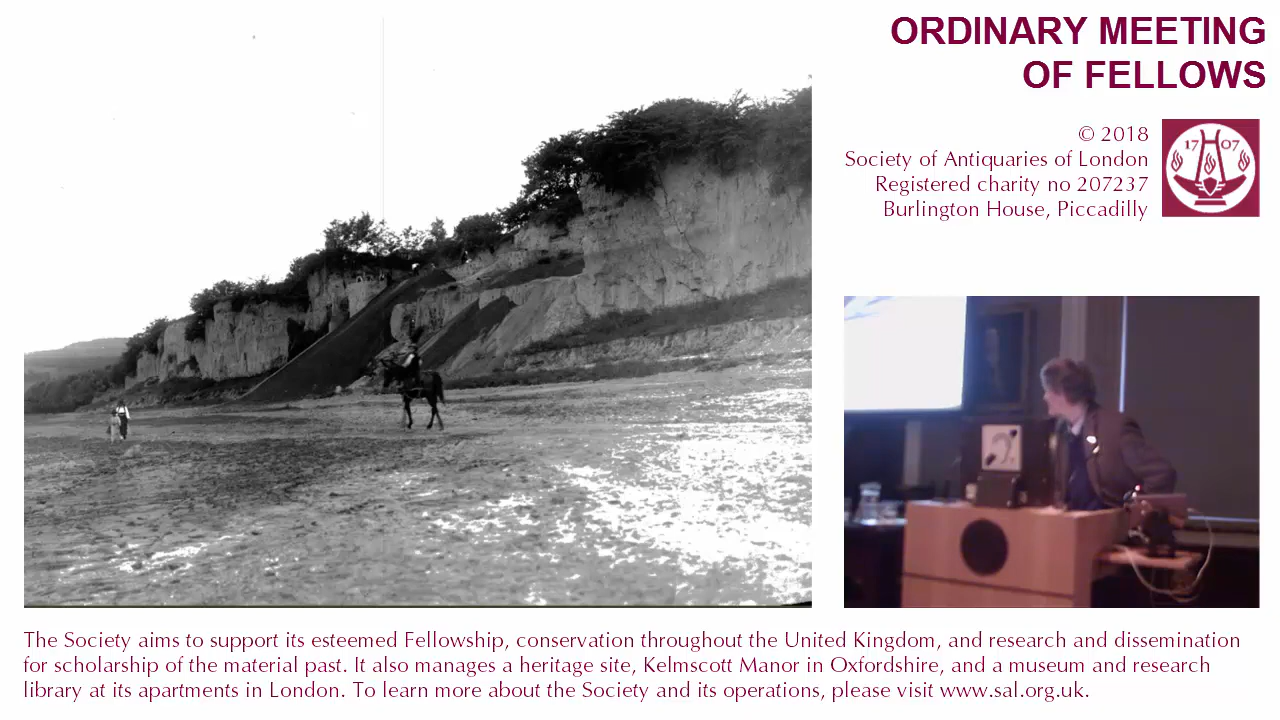 ORDINARY MEETING
OF FELLOWS
© 2018
Society of Antiquaries of London
Registered charity no 207237
Burlington House, Piccadilly
17 07
The Society aims to support its esteemed Fellowship, conservation throughout the United Kingdom, and research and dissemination
for scholarship of the material past. It also manages a heritage site, Kelmscott Manor in Oxfordshire, and a museum and research
library at its apartments in London. To learn more about the Society and its operations, please visit www.sal.org.uk.